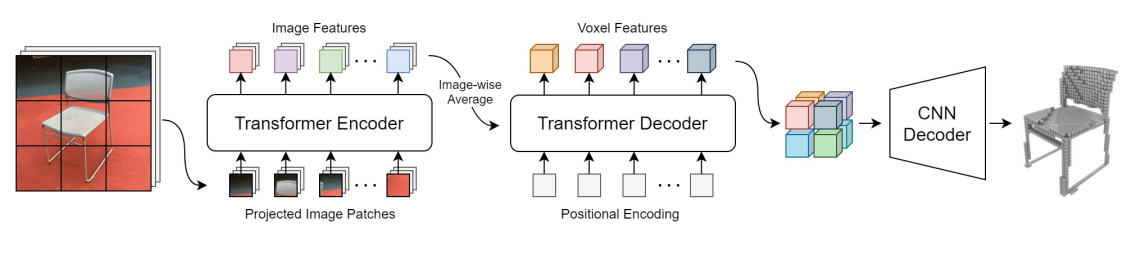 Image Features
Voxel Features
Image-wise
Average
Transformer Encoder
Transformer Decoder
CNN
Decoder
Projected Image Patches
Positional Encoding